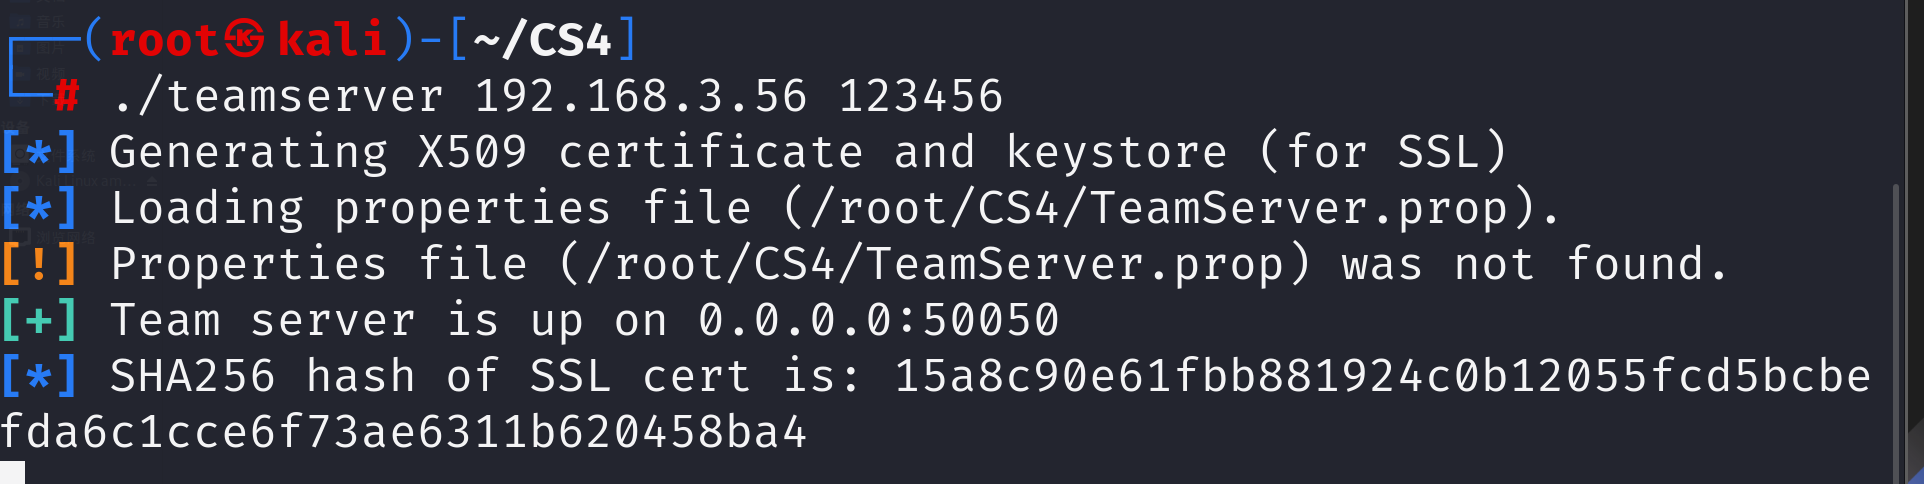 ┌──(root㉿kali)-[~/CS4]
└─# ./teamserver 192.168.3.56 123456
[*] Generating X509 certificate and keystore (for SSL)
[*] Loading properties file (/root/CS4/TeamServer.prop).
[!] Properties file (/root/CS4/TeamServer.prop) was not found.
[+] Team server is up on 0.0.0.0:50050
[*] SHA256 hash of SSL cert is: 15a8c90e61fbb881924c0b12055fcd5bcbe
fda6c1cce6f73ae6311b620458ba4